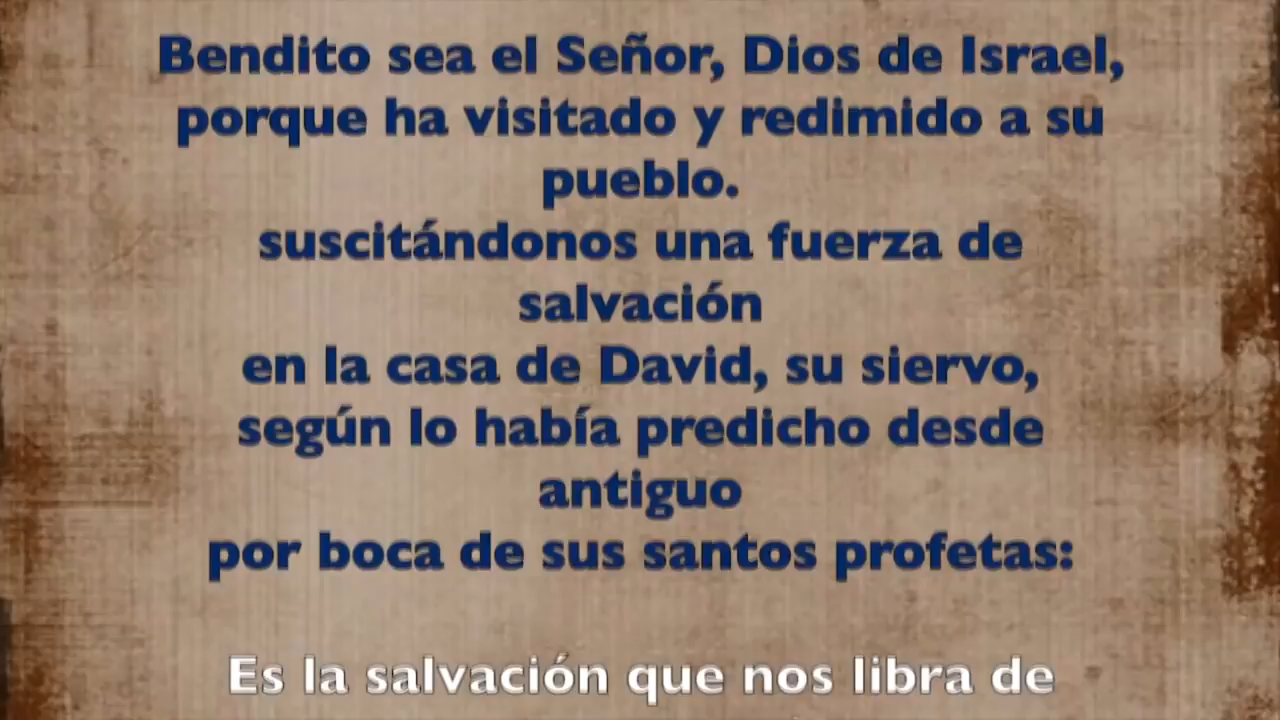 Bendito sea el Señor, Dios de Israel,
porque ha visitado y redimido a su
pueblo.
suscitándonos una fuerza de
salvación
en la casa de David, su siervo,
según lo había predicho desde
antiguo
por boca de sus santos profetas:
Es la salvación que nos libra de